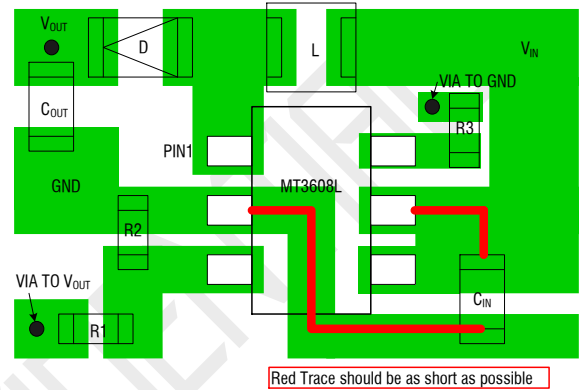 VOUT
D
L
VIN
VIA TO GND
COUT
R3
PIN1
GND
MT3608L
R2
VIA TO VOUT
CIN
R1
Red Trace should be as short as possible